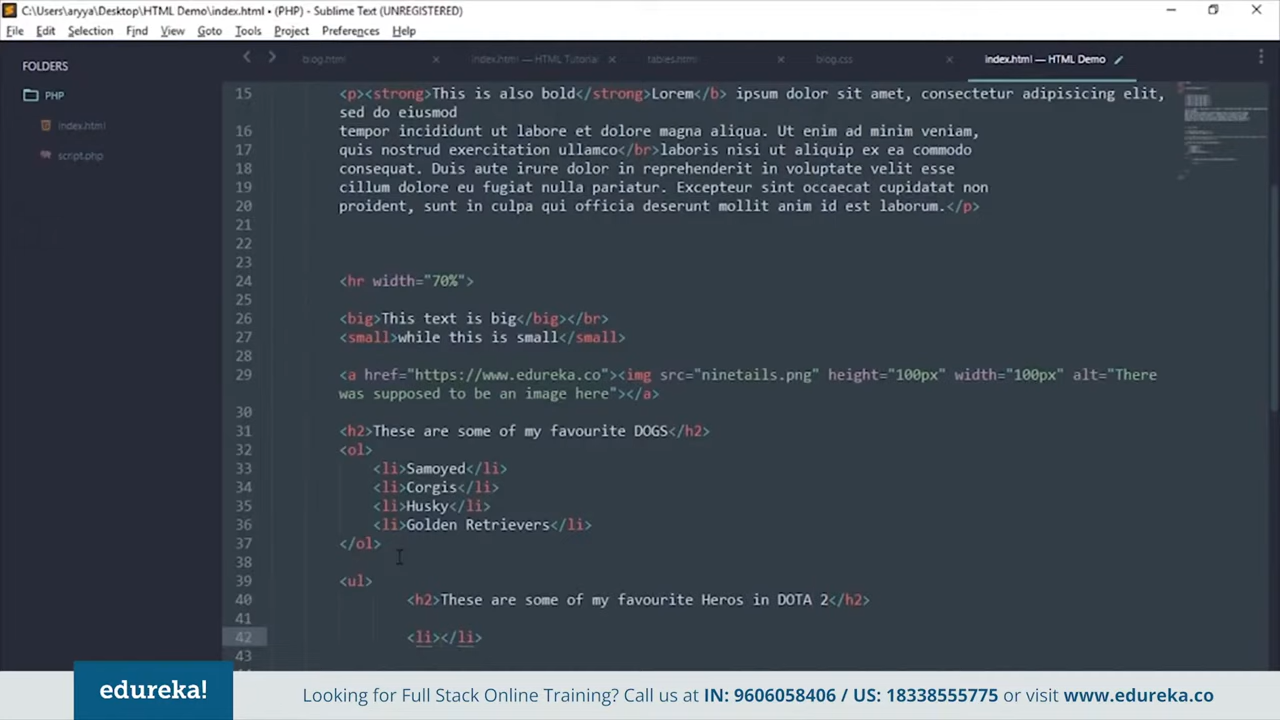 C:\Users\aryya\Desktop\HTML Demo\index.html • (PHP) - Sublime Text (UNREGISTERED)
File Edit Selection Find View Goto Tools Project Preferences Help
FOLDERS
PHP
index.html
script.php
blog.html × index.html — HTML Tutorial × tables.html × blog.css × index.html — HTML Demo
15 <p><strong>This is also bold</strong>Lorem</b> ipsum dolor sit amet, consectetur adipisicing elit,
sed do eiusmod
16 tempor incididunt ut labore et dolore magna aliqua. Ut enim ad minim veniam,
17 quis nostrud exercitation ullamco</br>laboris nisi ut aliquip ex ea commodo
18 consequat. Duis aute irure dolor in reprehenderit in voluptate velit esse
19 cillum dolore eu fugiat nulla pariatur. Excepteur sint occaecat cupidatat non
20 proident, sunt in culpa qui officia deserunt mollit anim id est laborum.</p>
21
22
23
24 <hr width="70%">
25
26 <big>This text is big</big></br>
27 <small>while this is small</small>
28
29 <a href="https://www.edureka.co"><img src="ninetails.png" height="100px" width="100px" alt="There
was supposed to be an image here"></a>
30
31 <h2>These are some of my favourite DOGS</h2>
32 <ol>
33 <li>Samoyed</li>
34 <li>Corgis</li>
35 <li>Husky</li>
36 <li>Golden Retrievers</li>
37 </ol>
38
39 <ul>
40 <h2>These are some of my favourite Heros in DOTA 2</h2>
41
42 <li></li>
43
edureka!
Looking for Full Stack Online Training? Call us at IN: 9606058406 / US: 18338555775 or visit www.edureka.co